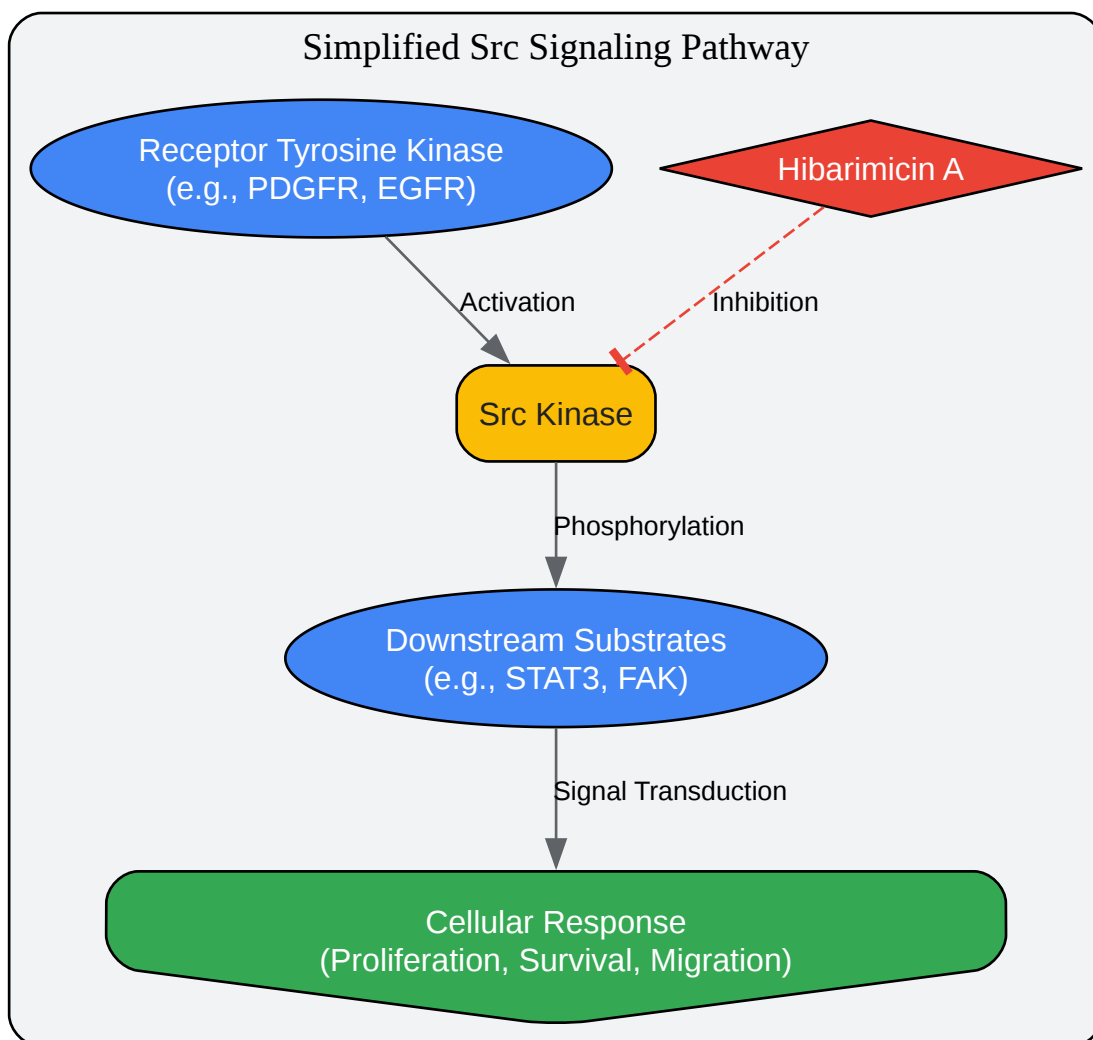 Simplified Src Signaling Pathway
Receptor Tyrosine Kinase
(e.g., PDGFR, EGFR)
Hibarimicin A
Activation
Inhibition
Src Kinase
Phosphorylation
Downstream Substrates
(e.g., STAT3, FAK)
Signal Transduction
Cellular Response
(Proliferation, Survival, Migration)